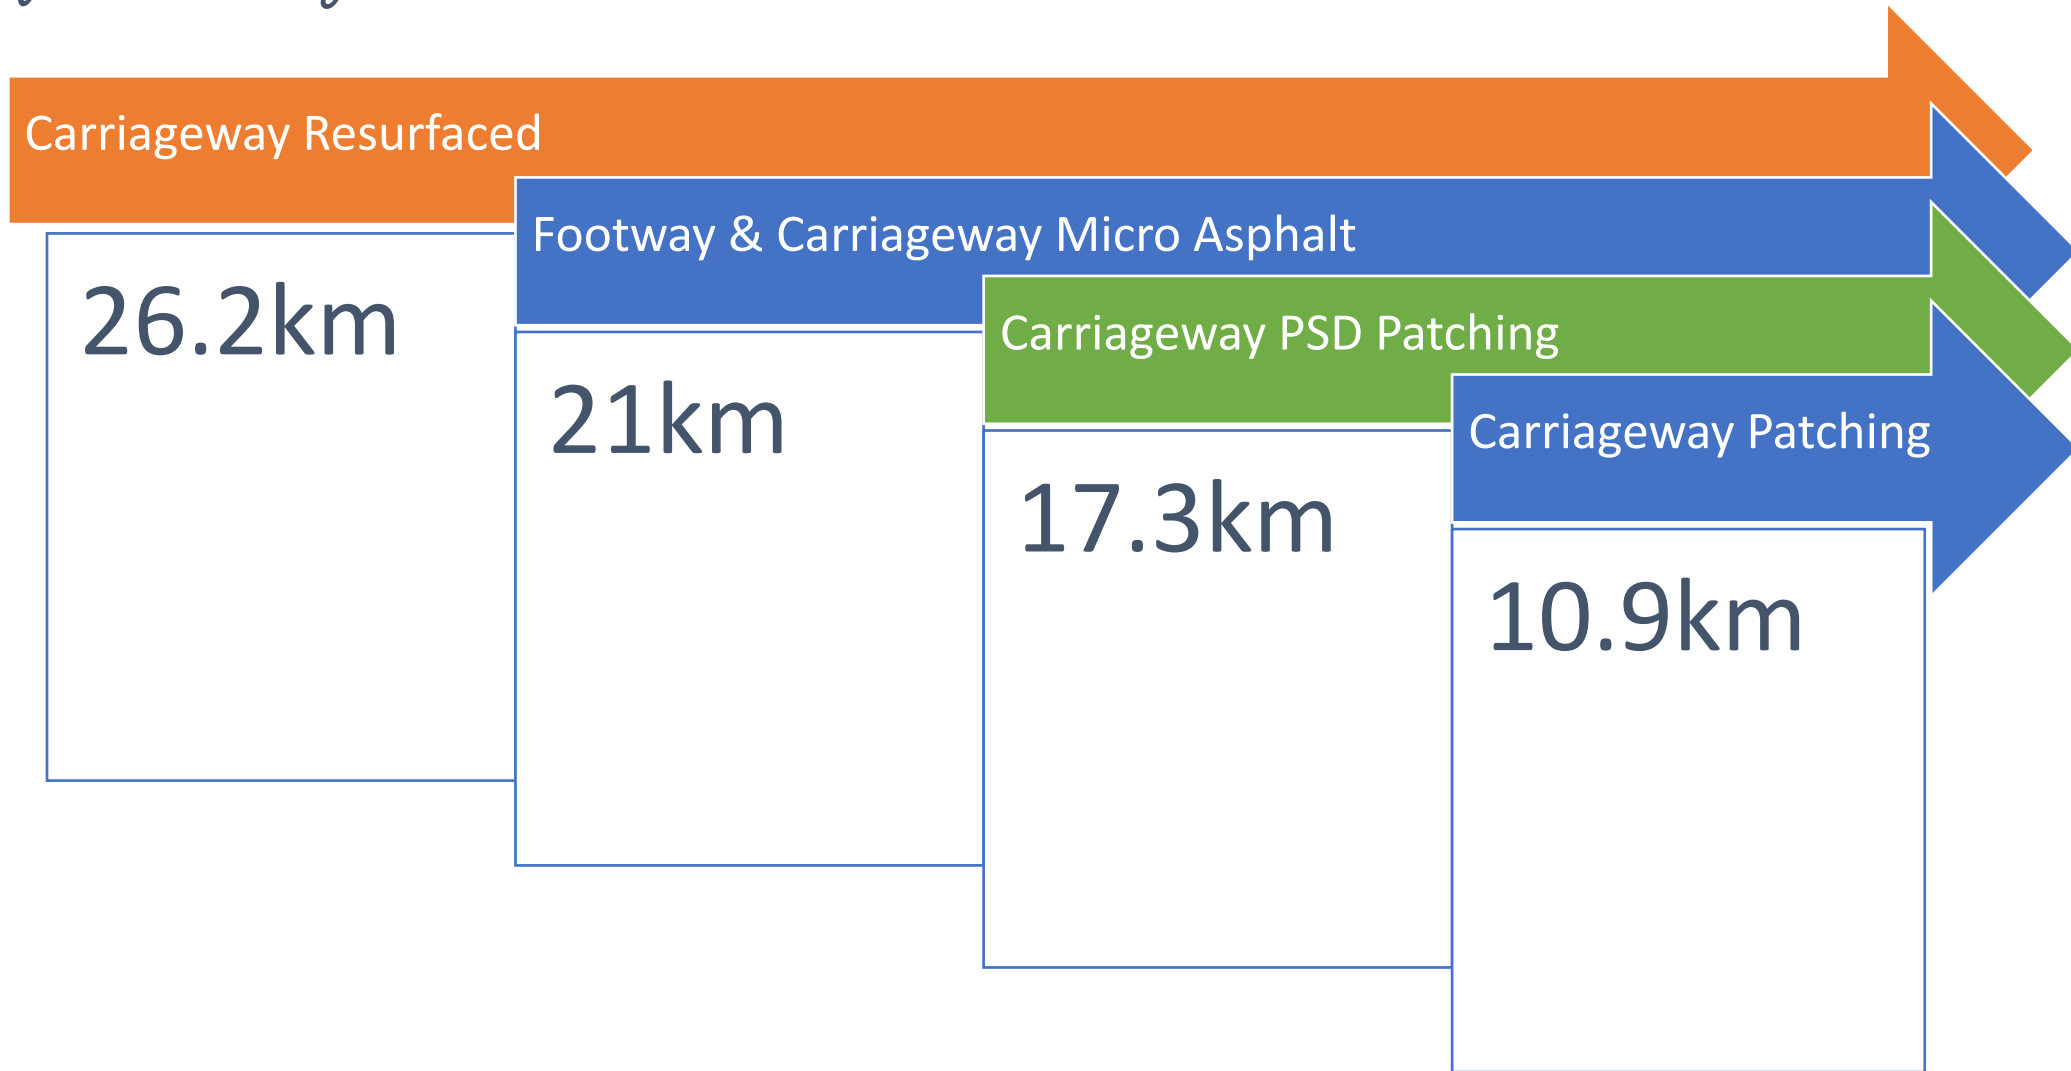 Carriageway Resurfaced
26.2km
Footway & Carriageway Micro Asphalt
21km
Carriageway PSD Patching
17.3km
Carriageway Patching
10.9km